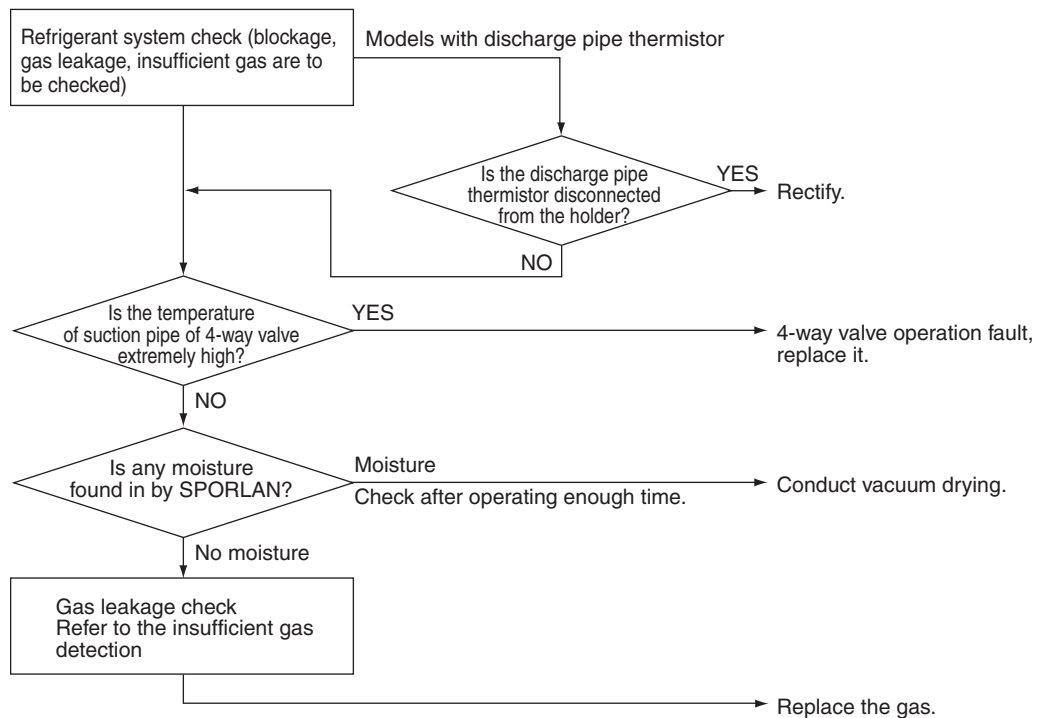 Refrigerant system check (blockage,
gas leakage, insufficient gas are to
be checked)
Models with discharge pipe thermistor
Is the discharge pipe
thermistor disconnected
from the holder?
YES
Rectify.
NO
Is the temperature
of suction pipe of 4-way valve
extremely high?
YES
4-way valve operation fault,
replace it.
NO
Is any moisture
found in by SPORLAN?
Moisture
Check after operating enough time.
Conduct vacuum drying.
No moisture
Gas leakage check
Refer to the insufficient gas
detection
Replace the gas.